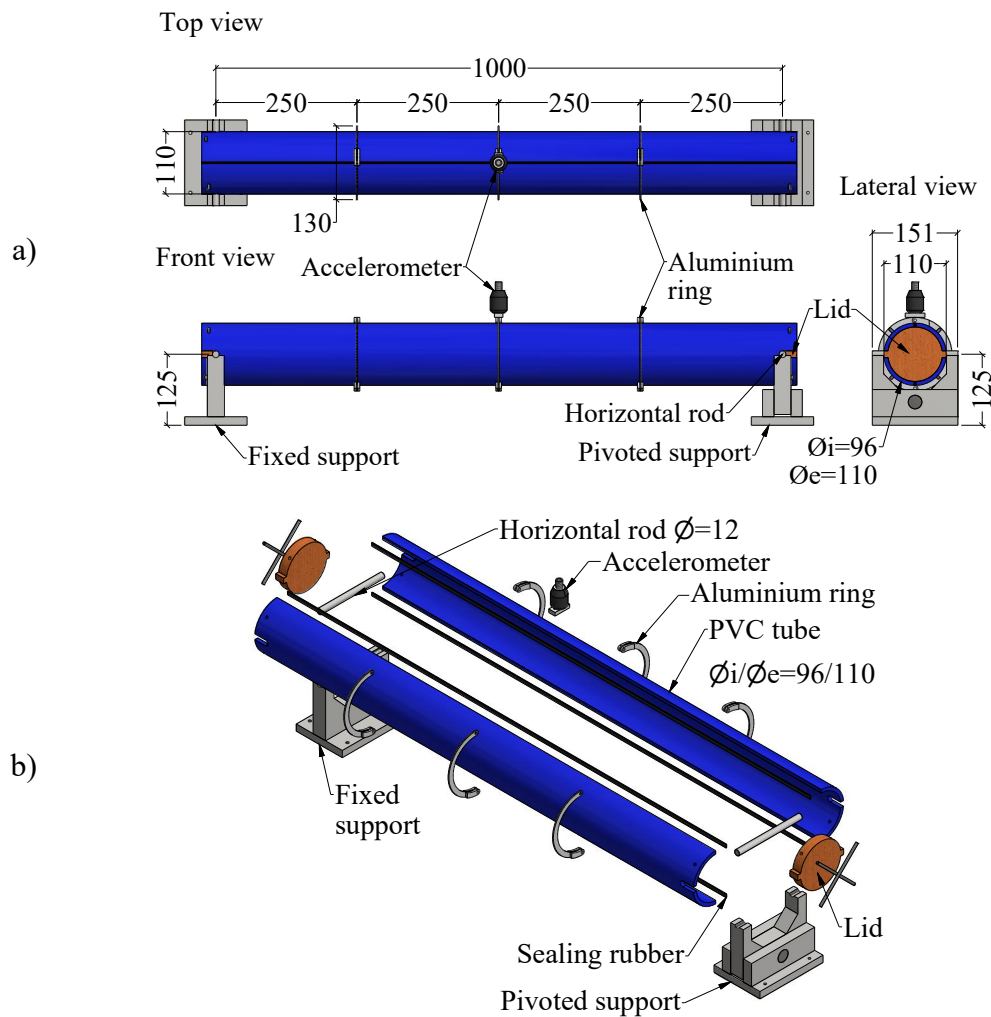 Top view
1000
250
250
250
250
110
130
Lateral view
a)
151
110
Front view
Accelerometer
Aluminium
ring
Lid
125
125
Horizontal rod
Fixed support
Pivoted support
Øi=96
Øe=110
b)
Horizontal rod Ø=12
Accelerometer
Aluminium ring
PVC tube
Øi/Øe=96/110
Fixed
support
Lid
Sealing rubber
Pivoted support